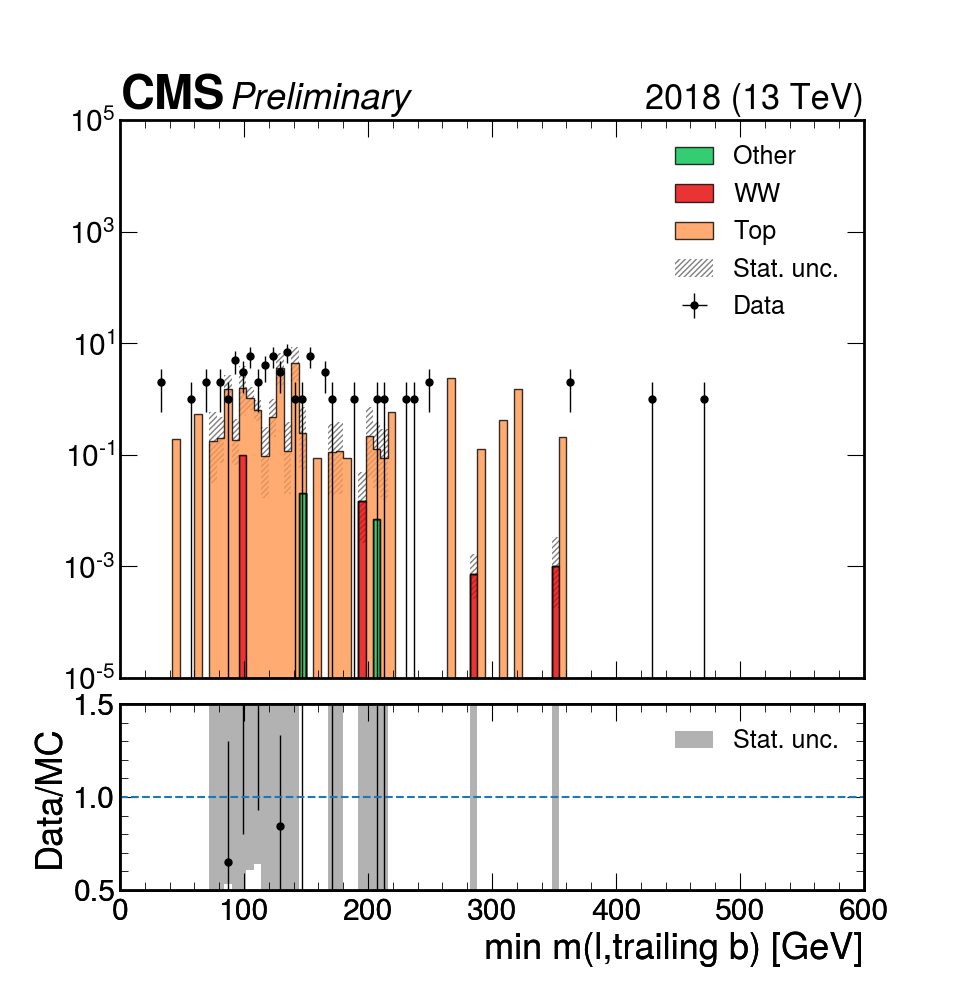 CMS Preliminary 2018 (13 TeV)
10^5
10^3
10^1
10^-1
10^-3
10^-5
Other
WW
Top
Stat. unc.
Data
1.5
1.0
0.5
Data/MC
Stat. unc.
0 100 200 300 400 500 600
min m(l,trailing b) [GeV]